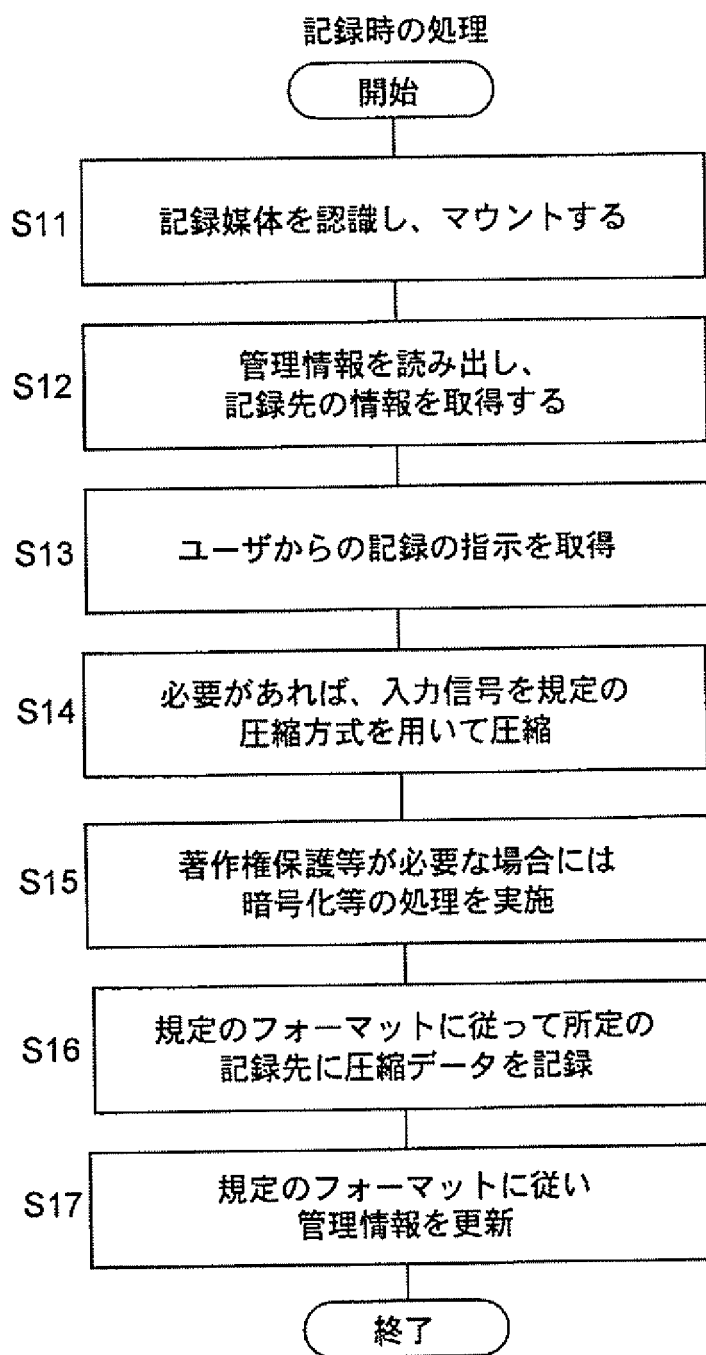 記録時の処理
開始
S11
記録媒体を認識し、マウントする
S12
管理情報を読み出し、
記録先の情報を取得する
S13
ユーザからの記録の指示を取得
S14
必要があれば、入力信号を規定の
圧縮方式を用いて圧縮
S15
著作権保護等が必要な場合には
暗号化等の処理を実施
S16
規定のフォーマットに従って所定の
記録先に圧縮データを記録
S17
規定のフォーマットに従い
管理情報を更新
終了